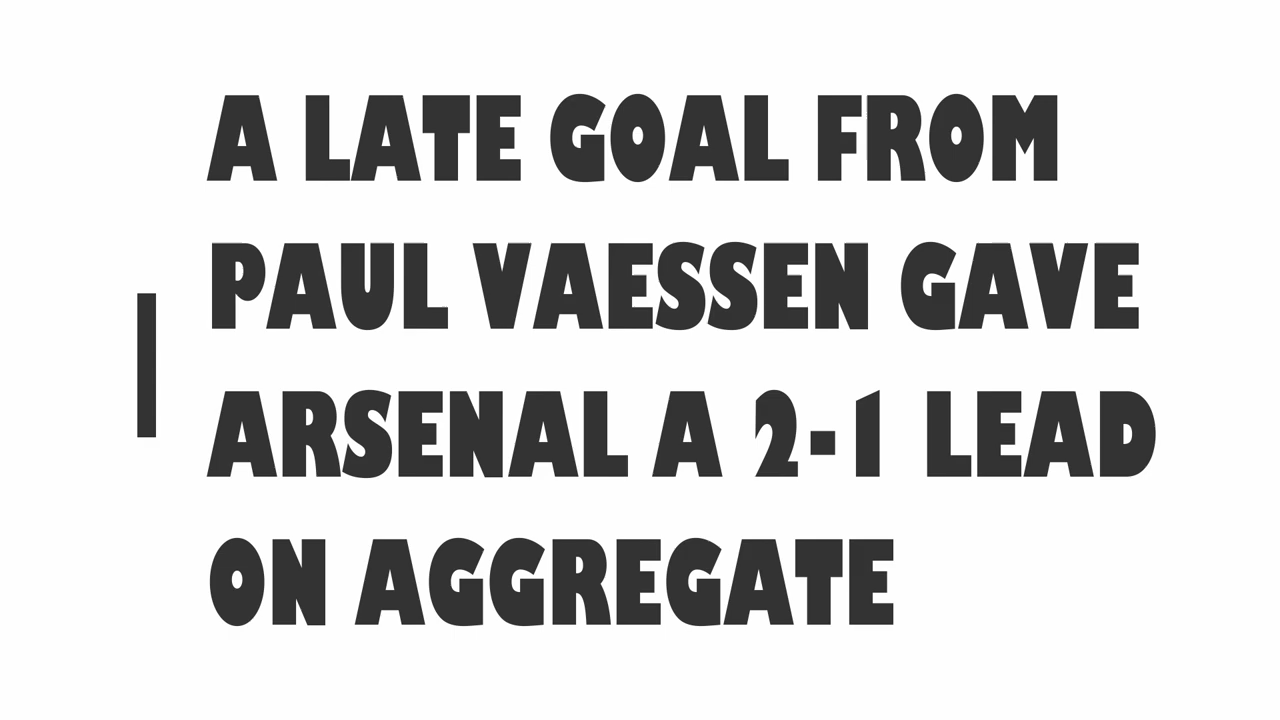 A LATE GOAL FROM
PAUL VAESSEN GAVE
ARSENAL A 2-1 LEAD
ON AGGREGATE